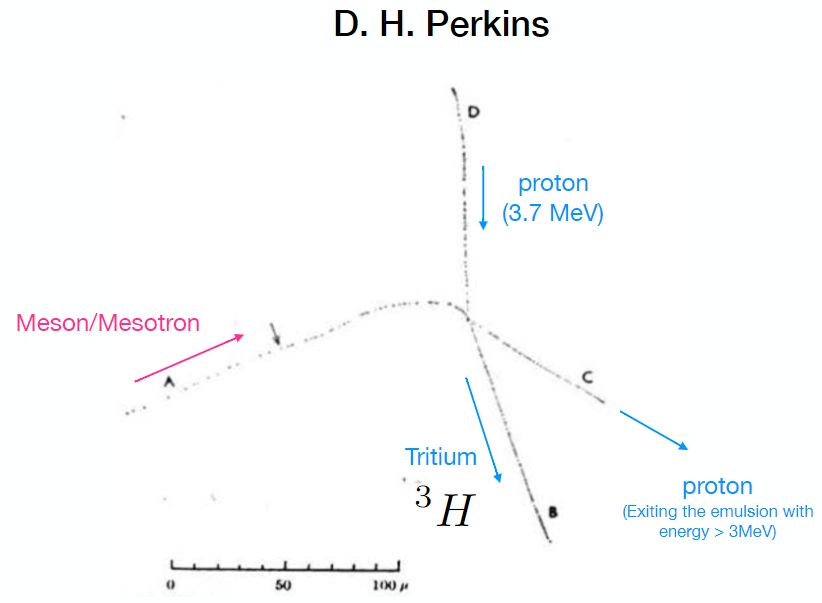 D. H. Perkins
D
proton
(3.7 MeV)
Meson/Mesotron
A
C
Tritium
³H
B
proton
(Exiting the emulsion with
energy > 3MeV)
0 50 100 μ